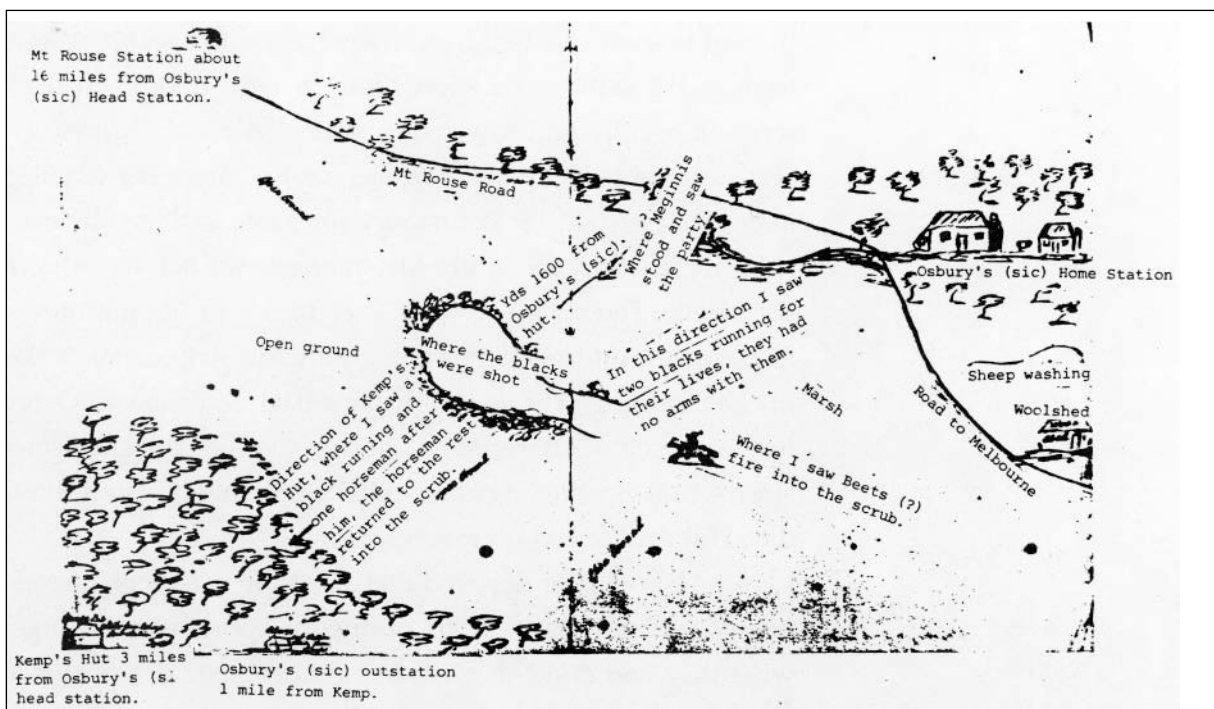 Mt Rouse Station about
16 miles from Osbury's
(sic) Head Station.
Mt Rouse Road
Where Meginnis
stood and saw
the party.
Yds 1600 from
Osbury's (sic).
hut
Osbury's (sic) Home Station
In this direction I saw
two blacks running for
their lives, they had
no arms with them.
Open ground
Where the blacks
were shot
Sheep washing
Woolshed
Marsh
Road to Melbourne
Direction of Kemp's
Hut, where I saw a
black running and
one horseman after
him, the horseman
returned to the rest
into the scrub.
Where I saw Beets (?)
fire into the scrub.
Kemp's Hut 3 miles
from Osbury's (si
head station.
Osbury's (sic) outstation
1 mile from Kemp.